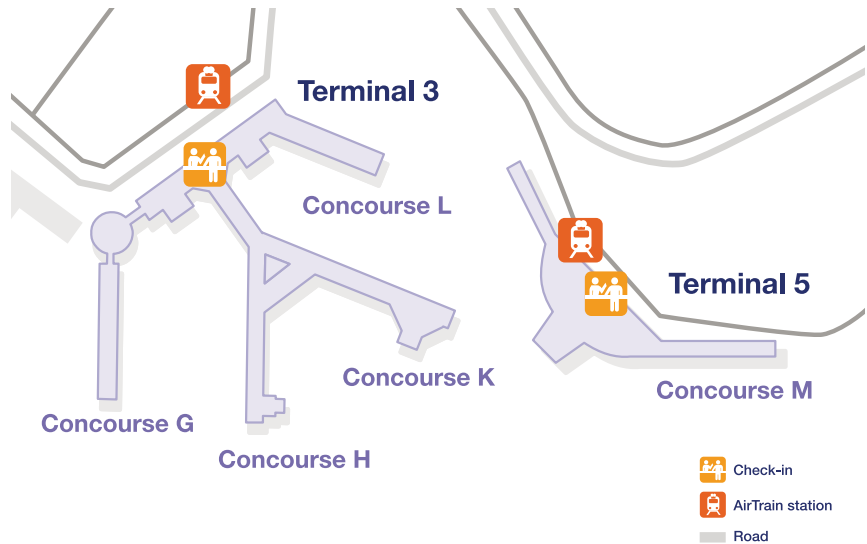 Terminal 3
Concourse L
Terminal 5
Concourse K
Concourse M
Concourse G
Concourse H
Check-in
AirTrain station
Road